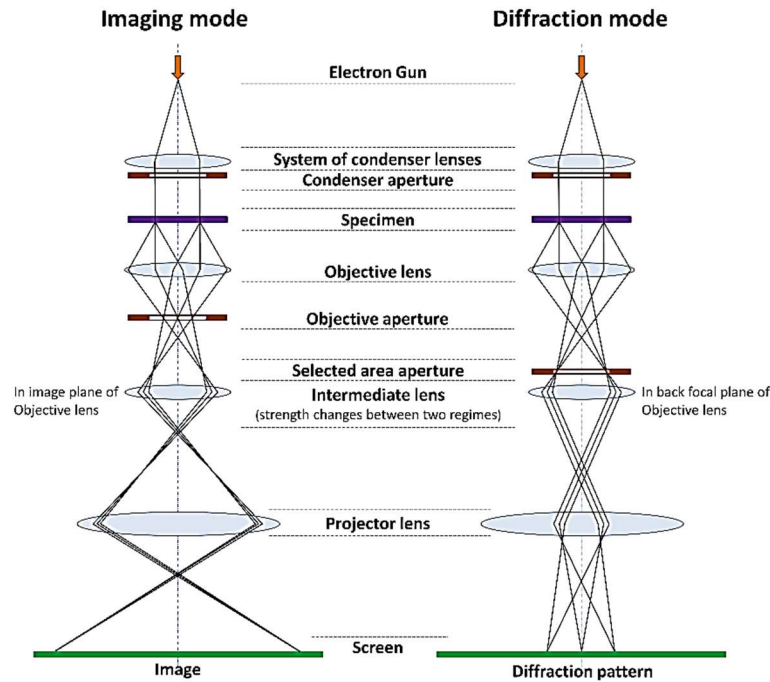 Imaging mode
Diffraction mode
Electron Gun
System of condenser lenses
Condenser aperture
Specimen
Objective lens
Objective aperture
Selected area aperture
In image plane of
Objective lens
Intermediate lens
(strength changes between two regimes)
In back focal plane of
Objective lens
Projector lens
Screen
Image
Diffraction pattern